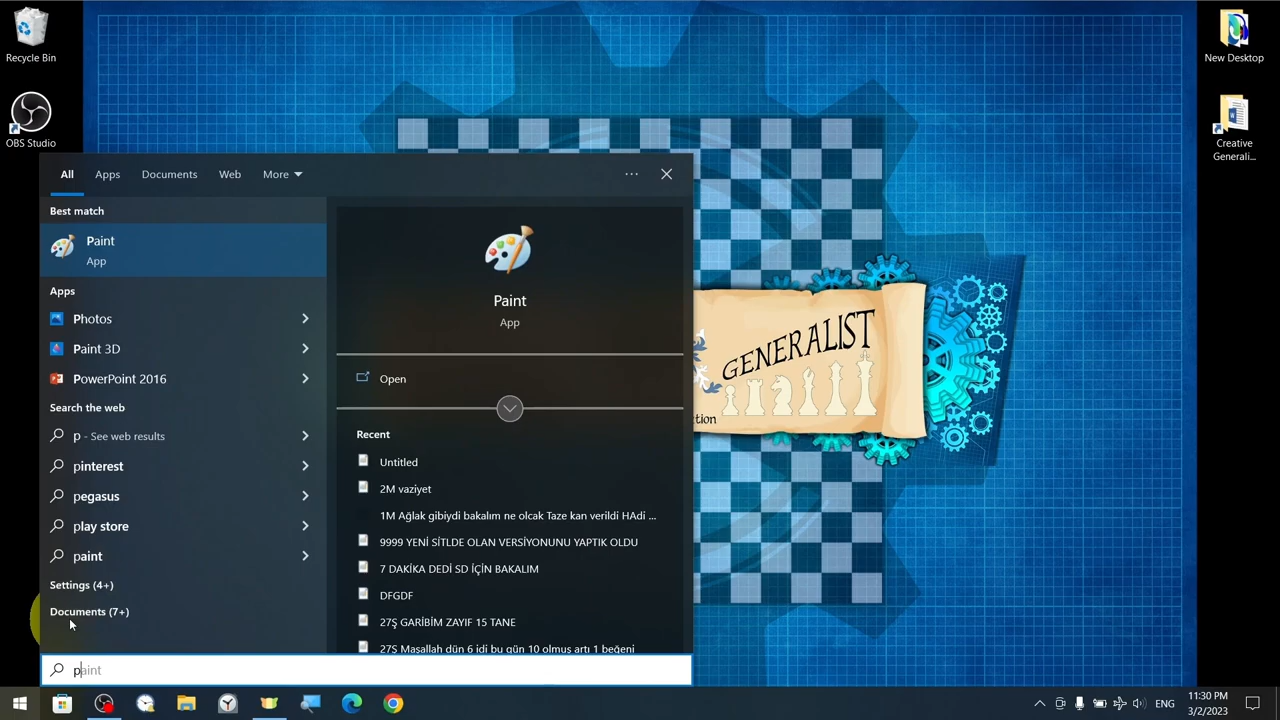 Recycle Bin
New Desktop
OBS Studio
Creative
Generali...
All
Apps
Documents
Web
More
Best match
Paint
App
Apps
Photos
Paint 3D
PowerPoint 2016
Search the web
p - See web results
pinterest
pegasus
play store
paint
Settings (4+)
Documents (7+)
Paint
App
Open
Recent
Untitled
2M vaziyet
1M Ağlak gibiydi bakalım ne olcak Taze kan verildi HAdi ...
9999 YENİ SİTLDE OLAN VERSİYONUNU YAPTIK OLDU
7 DAKİKA DEDİ SD İÇİN BAKALIM
DFGDF
27Ş GARİBİM ZAYIF 15 TANE
27S Masallah dün 6 idi bu gün 10 olmus artı 1 beğeni
GENERALIST
tion
paint
ENG
11:30 PM
3/2/2023